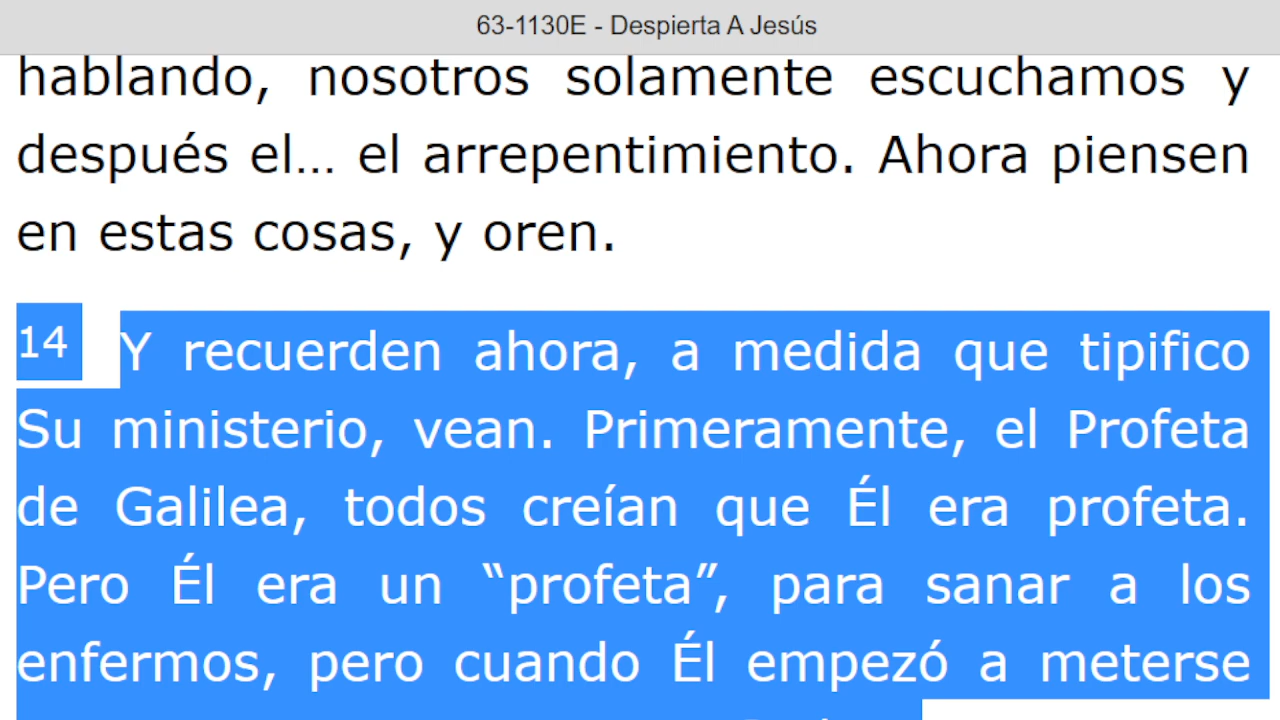 63-1130E - Despierta A Jesús
hablando, nosotros solamente escuchamos y
después el… el arrepentimiento. Ahora piensen
en estas cosas, y oren.
14 Y recuerden ahora, a medida que tipifico
Su ministerio, vean. Primeramente, el Profeta
de Galilea, todos creían que Él era profeta.
Pero Él era un “profeta”, para sanar a los
enfermos, pero cuando Él empezó a meterse